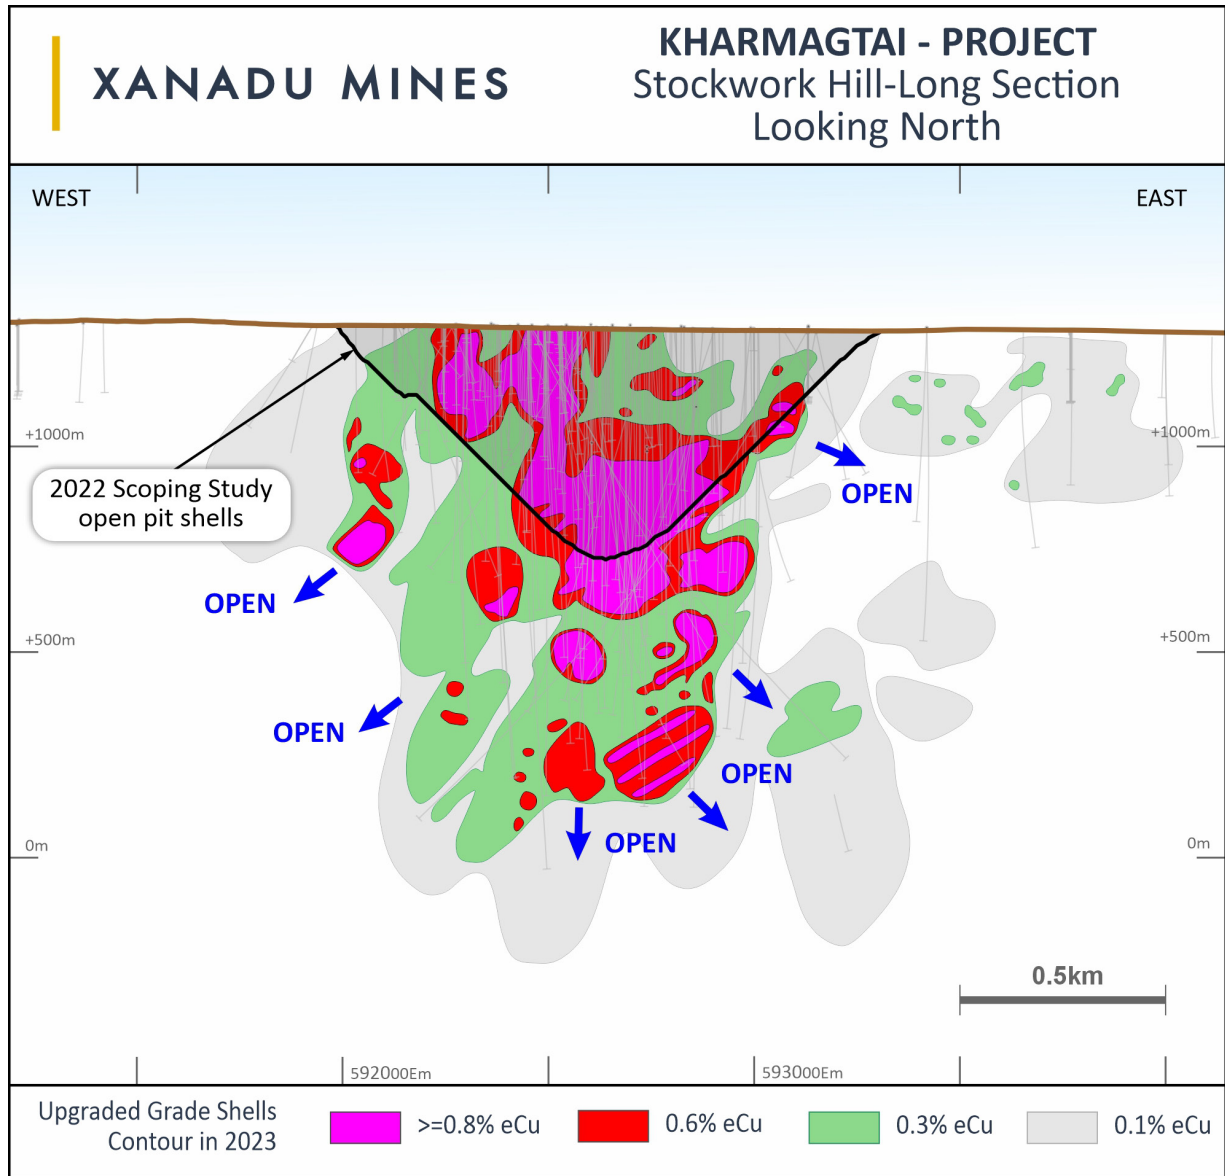 XANADU MINES
KHARMAGTAI - PROJECT
Stockwork Hill-Long Section
Looking North
WEST
EAST
+1000m
+1000m
2022 Scoping Study
open pit shells
OPEN
OPEN
+500m
+500m
OPEN
OPEN
OPEN
0m
0m
0.5km
592000Em
593000Em
Upgraded Grade Shells
Contour in 2023
>=0.8% eCu
0.6% eCu
0.3% eCu
0.1% eCu